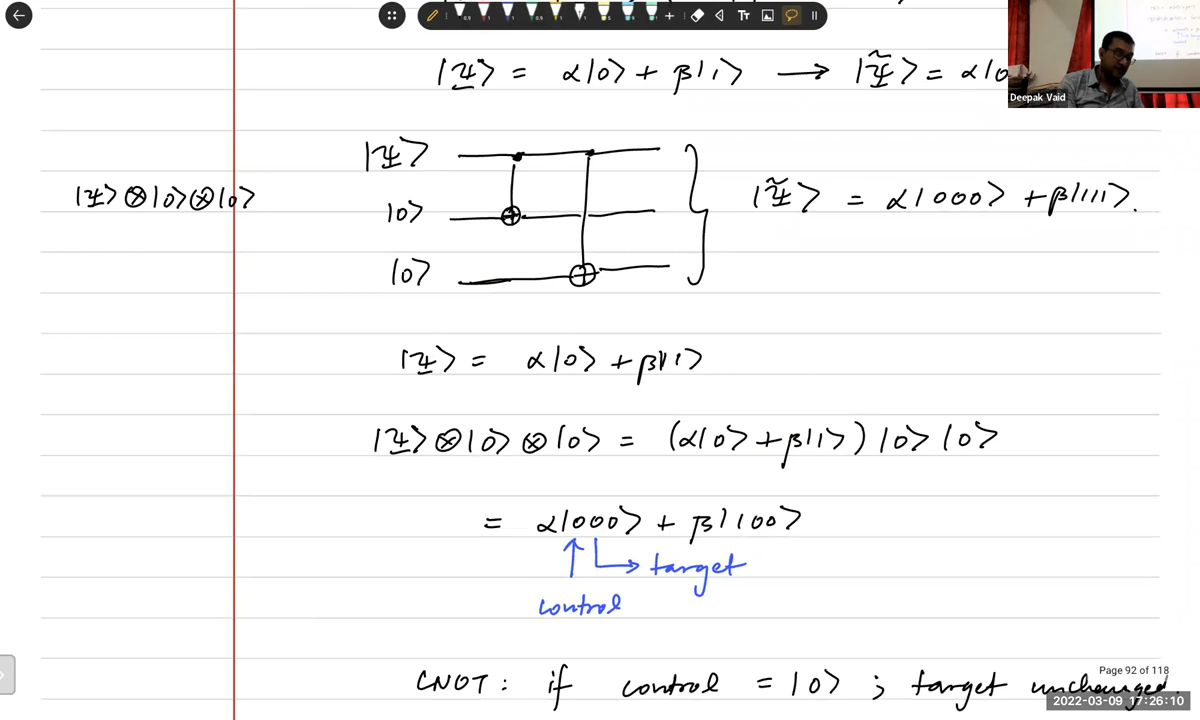 |Ψ⟩ = α|0⟩ + β|1⟩ → |Ψ̃⟩ = α|0
Deepak Vaid
|Ψ⟩
|Ψ⟩⊗|0⟩⊗|0⟩
|0⟩
|0⟩
|Ψ̃⟩ = α|000⟩ + β|111⟩.
|Ψ⟩ = α|0⟩ + β|1⟩
|Ψ⟩⊗|0⟩⊗|0⟩ = (α|0⟩ + β|1⟩)|0⟩|0⟩
= α|000⟩ + β|100⟩
target
control
CNOT: if control = |0⟩; target unchanged.
Page 92 of 118
2022-03-09 17:26:10